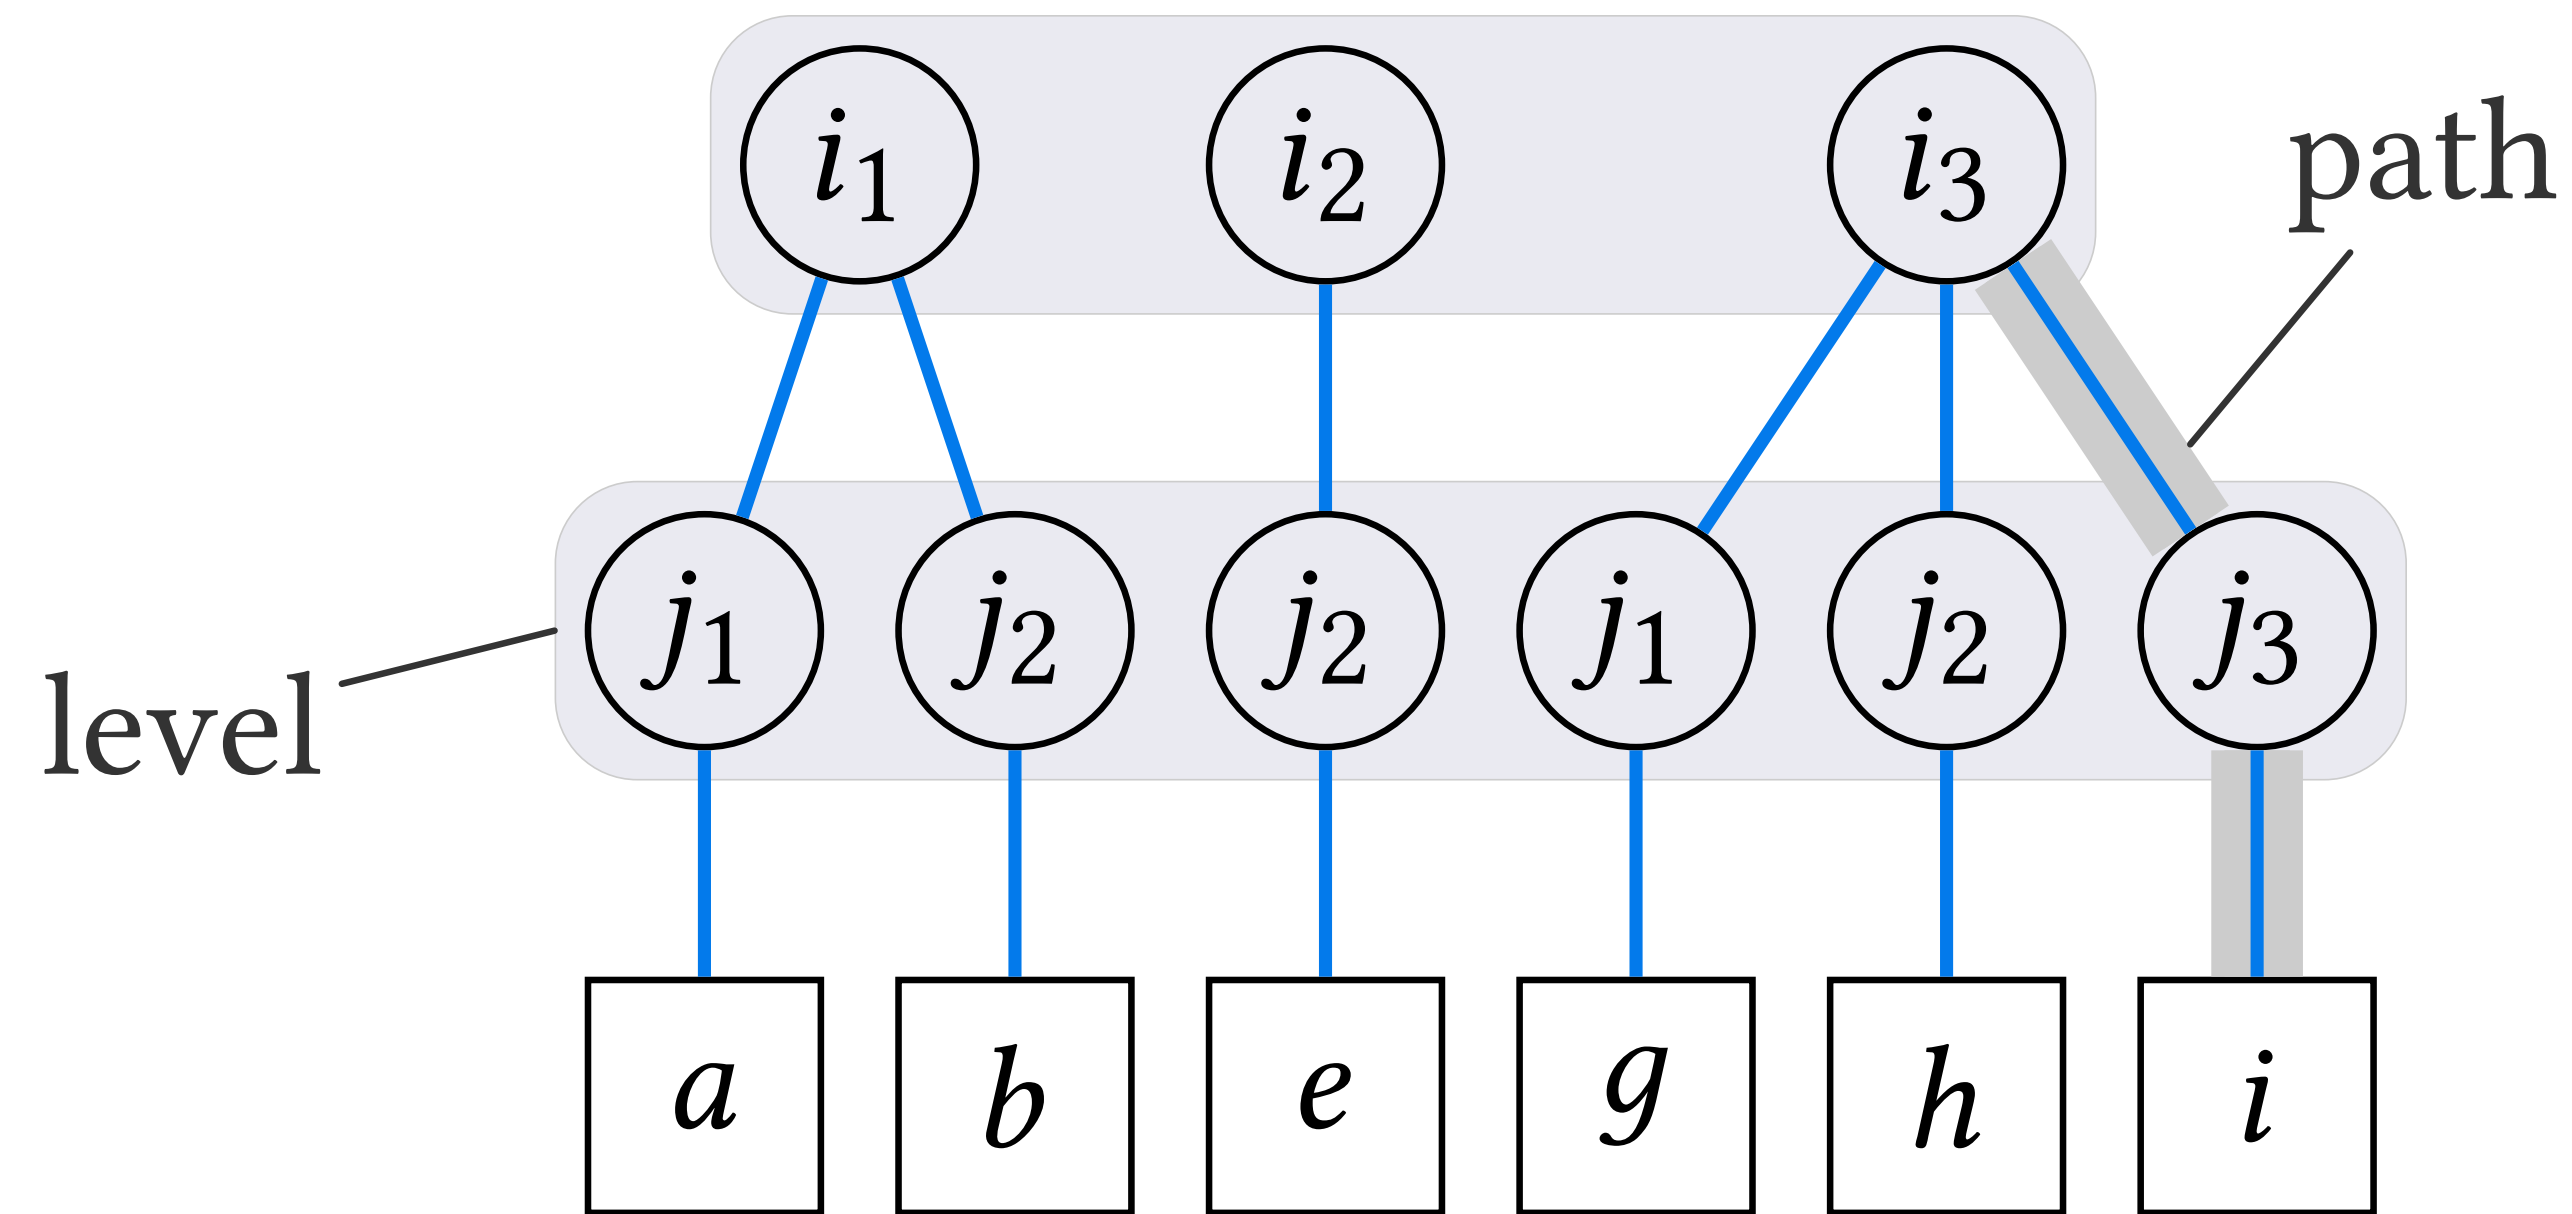 i₁ i₂ i₃
path
j₁ j₂ j₂ j₁ j₂ j₃
level
a b e g h i